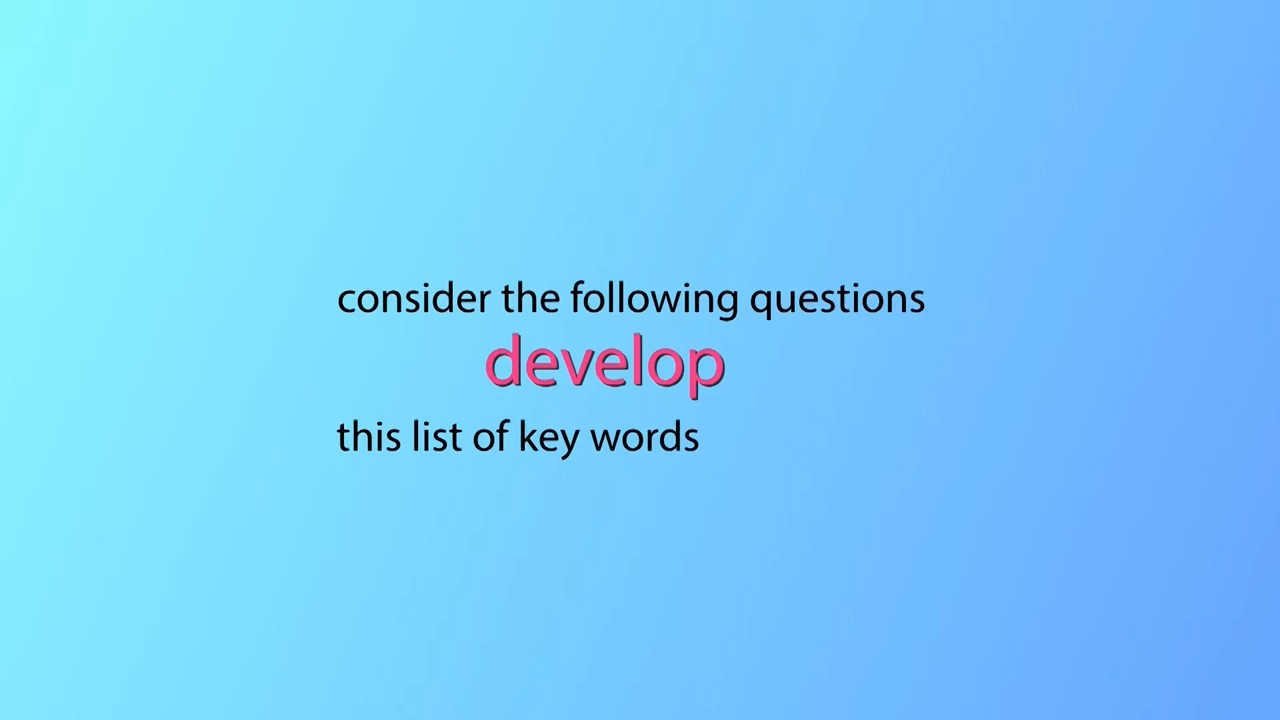 consider the following questions
develop
this list of key words